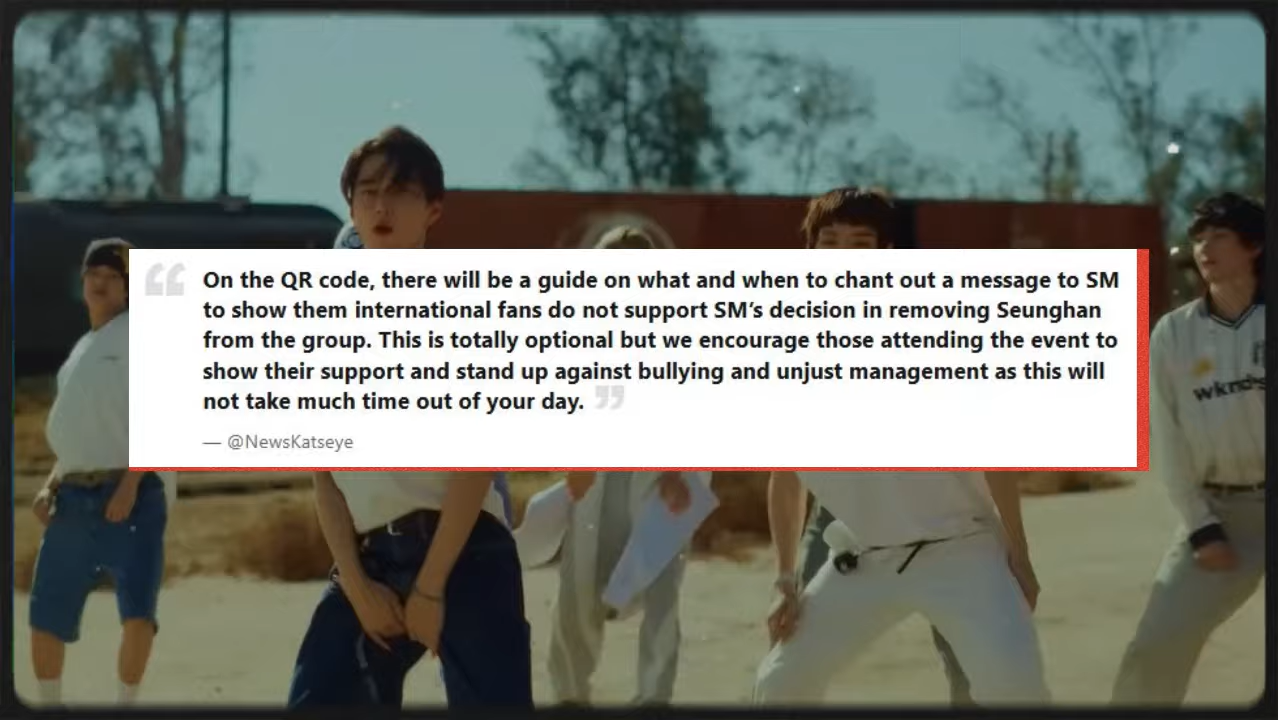 On the QR code, there will be a guide on what and when to chant out a message to SM
to show them international fans do not support SM’s decision in removing Seunghan
from the group. This is totally optional but we encourage those attending the event to
show their support and stand up against bullying and unjust management as this will
not take much time out of your day.
— @NewsKatseye